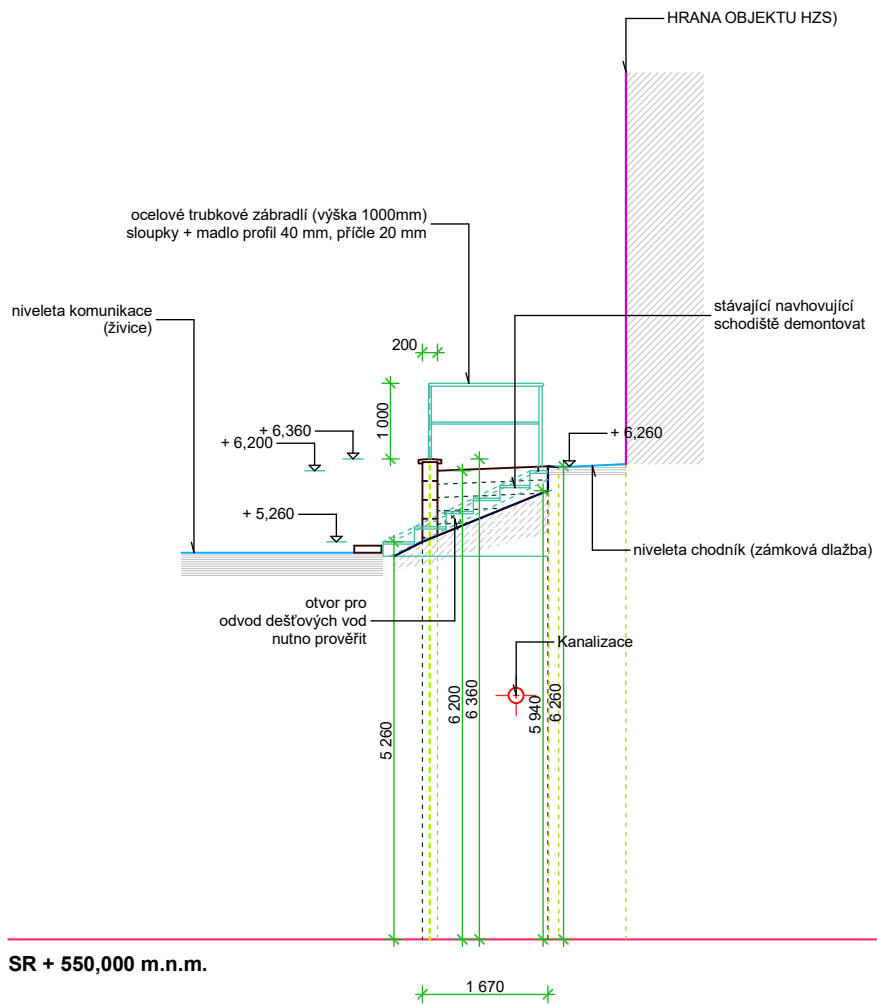 HRANA OBJEKTU HZS)
ocelové trubkové zábradlí (výška 1000mm)
sloupky + madlo profil 40 mm, příčle 20 mm
niveleta komunikace
(živice)
stávající navhovující
schodiště demontovat
200
1 000
+ 6,360
+ 6,200
+ 6,260
+ 5,260
niveleta chodník (zámková dlažba)
otvor pro
odvod dešťových vod
nutno prověřit
Kanalizace
5 260
6 200
6 360
5 940
6 260
SR + 550,000 m.n.m.
1 670